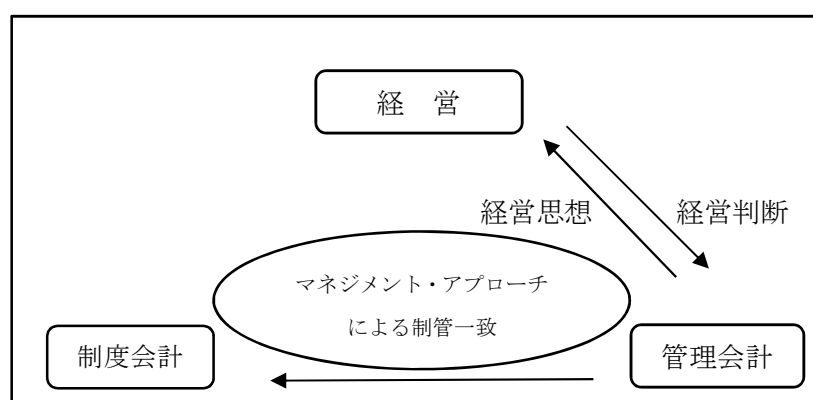 経　営
経営思想
経営判断
マネジメント・アプローチ
による制管一致
制度会計
管理会計